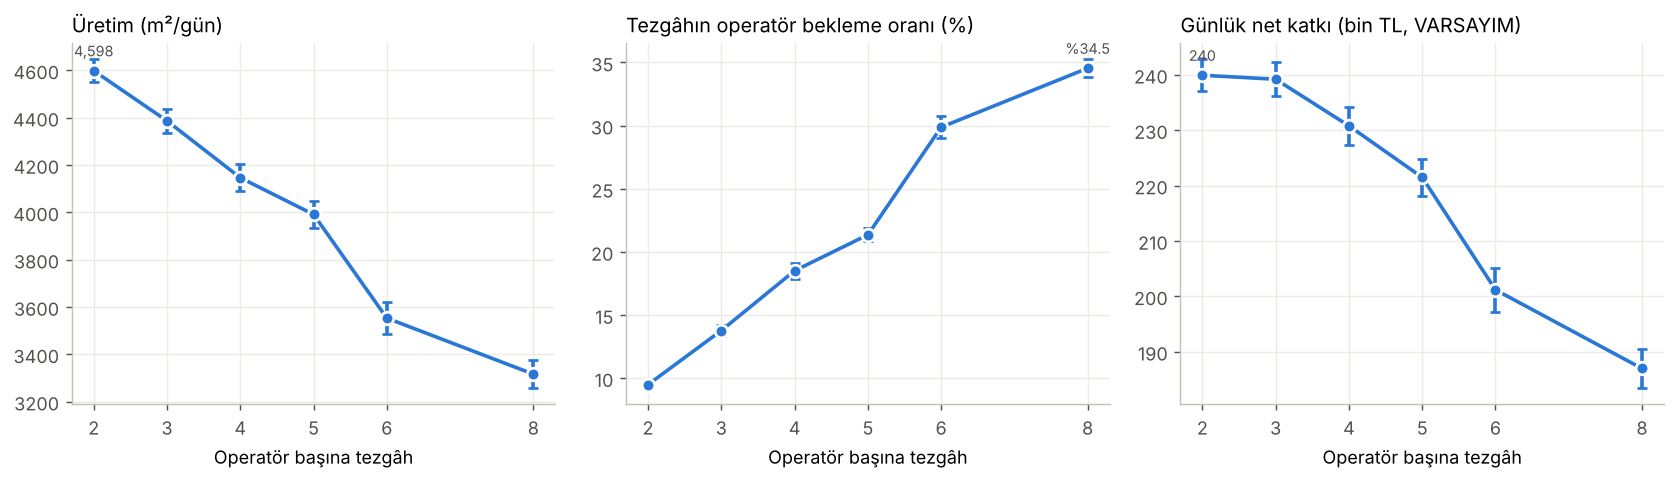 Üretim (m²/gün)
4,598
4600
4400
4200
4000
3800
3600
3400
3200
2 3 4 5 6 8
Operatör başına tezgâh
Tezgâhın operatör bekleme oranı (%)
%34.5
35
30
25
20
15
10
2 3 4 5 6 8
Operatör başına tezgâh
Günlük net katkı (bin TL, VARSAYIM)
240
240
230
220
210
200
190
2 3 4 5 6 8
Operatör başına tezgâh